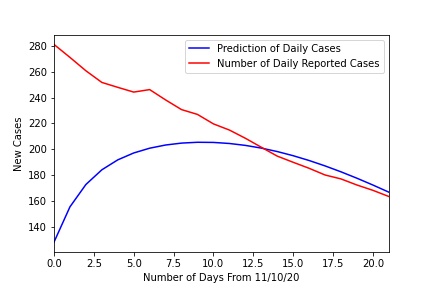 Prediction of Daily Cases
Number of Daily Reported Cases
New Cases
280
260
240
220
200
180
160
140
0.0 2.5 5.0 7.5 10.0 12.5 15.0 17.5 20.0
Number of Days From 11/10/20